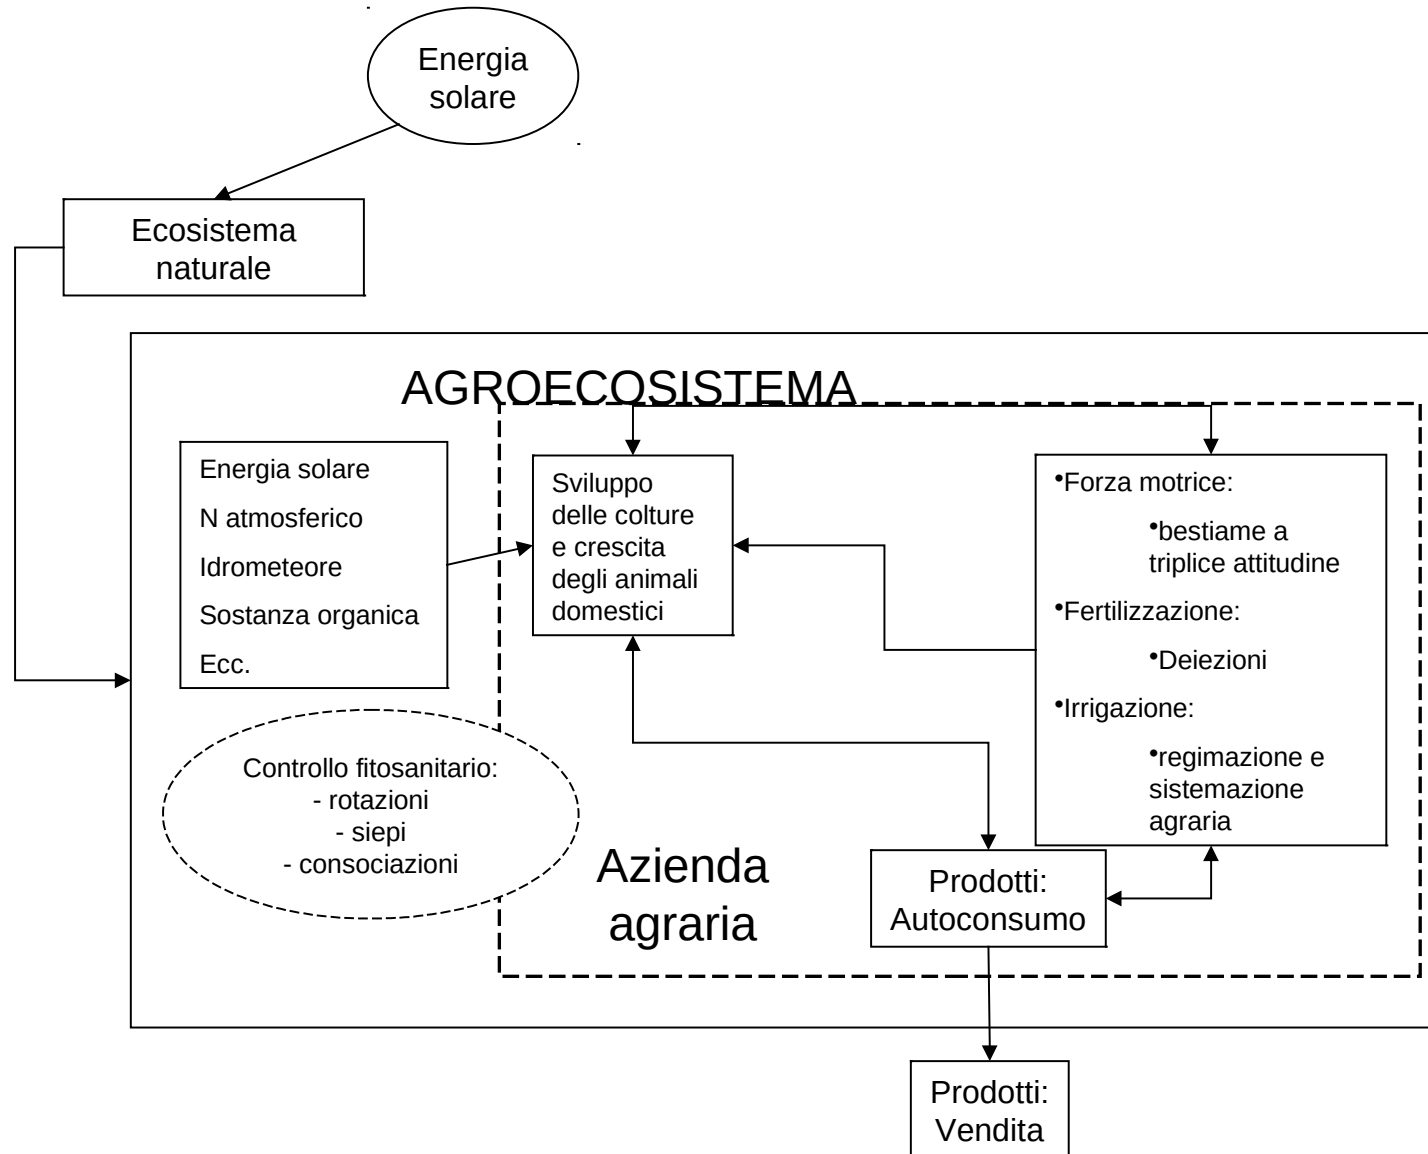 Energia
solare
Ecosistema
naturale
AGROECOSISTEMA
Energia solare
N atmosferico
Idrometeore
Sostanza organica
Ecc.
Sviluppo
delle colture
e crescita
degli animali
domestici
•Forza motrice:
•bestiame a
triplice attitudine
•Fertilizzazione:
•Deiezioni
•Irrigazione:
•regimazione e
sistemazione
agraria
Controllo fitosanitario:
- rotazioni
- siepi
- consociazioni
Azienda
agraria
Prodotti:
Autoconsumo
Prodotti:
Vendita